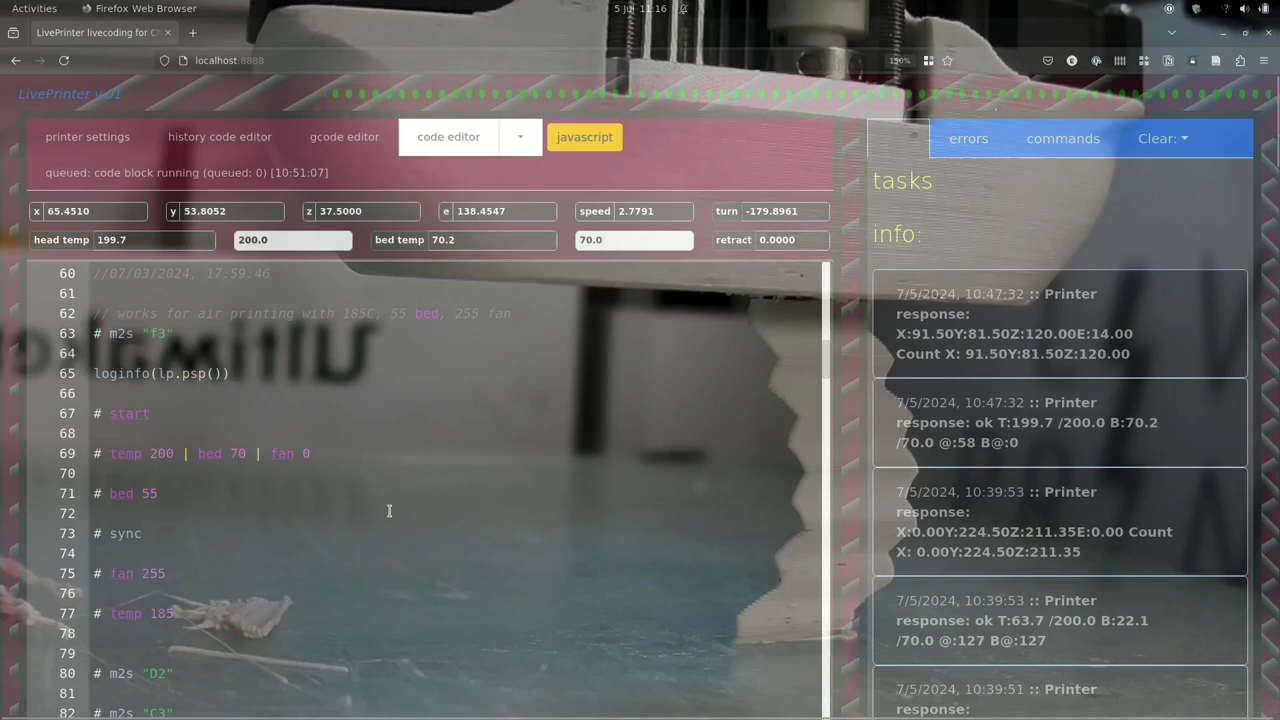 Activities Firefox Web Browser 5 Jul 11:16
LivePrinter livecoding for C
localhost:8888 150%
LivePrinter v.01
printer settings history code editor gcode editor code editor javascript
queued: code block running (queued: 0) [10:51:07]
x 65.4510 y 53.8052 z 37.5000 e 138.4547 speed 2.7791 turn -179.8961
head temp 199.7 200.0 bed temp 70.2 70.0 retract 0.0000
60 //07/03/2024, 17:59:46
61
62 // works for air printing with 185C, 55 bed, 255 fan
63 # m2s "f3"
64
65 loginfo(lp.psp())
66
67 # start
68
69 # temp 200 | bed 70 | fan 0
70
71 # bed 55
72
73 # sync
74
75 # fan 255
76
77 # temp 185
78
79
80 # m2s "D2"
81
82 # m2s "C3"
errors commands Clear:
tasks
info:
7/5/2024, 10:47:32 :: Printer
response:
X:91.50Y:81.50Z:120.00E:14.00
Count X: 91.50Y:81.50Z:120.00
7/5/2024, 10:47:32 :: Printer
response: ok T:199.7 /200.0 B:70.2
/70.0 @:58 B@:0
7/5/2024, 10:39:53 :: Printer
response:
X:0.00Y:224.50Z:211.35E:0.00 Count
X: 0.00Y:224.50Z:211.35
7/5/2024, 10:39:53 :: Printer
response: ok T:63.7 /200.0 B:22.1
/70.0 @:127 B@:127
7/5/2024, 10:39:51 :: Printer
response: